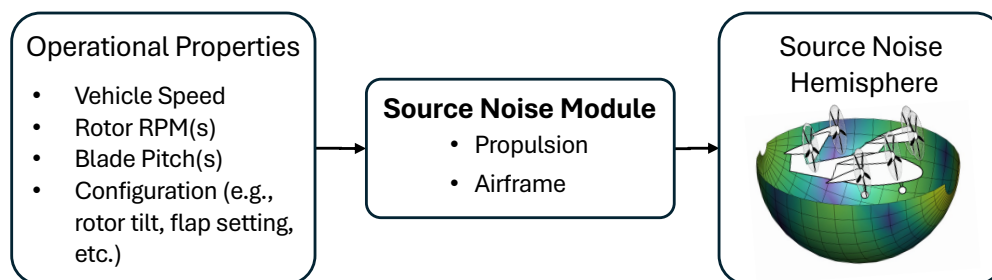 Operational Properties
• Vehicle Speed
• Rotor RPM(s)
• Blade Pitch(s)
• Configuration (e.g.,
rotor tilt, flap setting,
etc.)
Source Noise Module
• Propulsion
• Airframe
Source Noise
Hemisphere